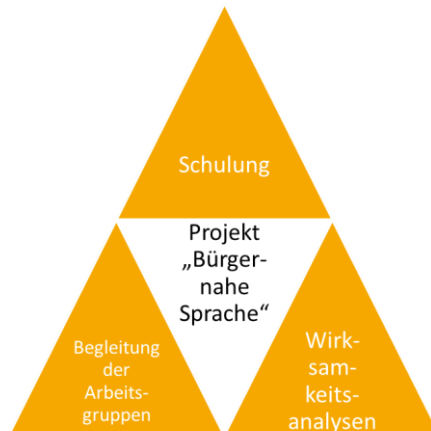 Schulung
Projekt
„Bürger-
nahe
Sprache“
Begleitung
der
Arbeits-
gruppen
Wirk-
sam-
keits-
analysen